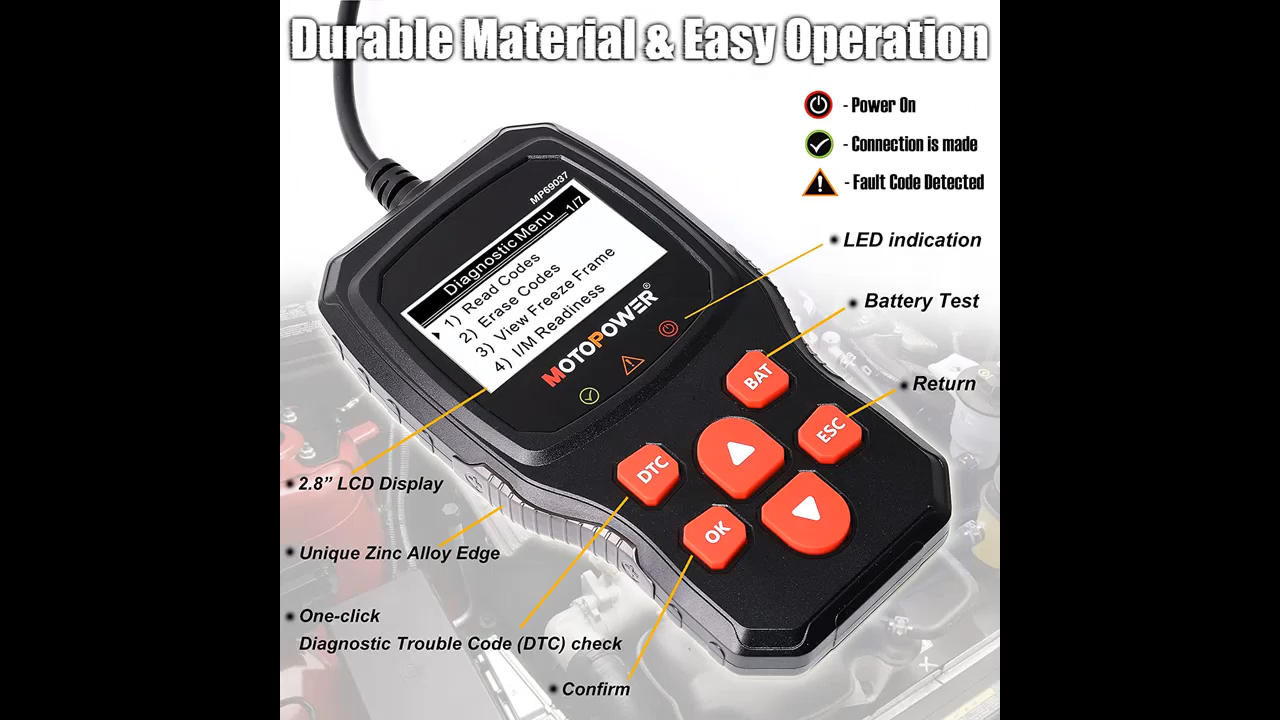 Durable Material & Easy Operation
- Power On
- Connection is made
- Fault Code Detected
MP69037
Diagnostic Menu 1/7
1) Read Codes
2) Erase Codes
3) View Freeze Frame
4) I/M Readiness
MOTOPOWER®
• LED indication
• Battery Test
• Return
BAT
ESC
DTC
OK
• 2.8” LCD Display
• Unique Zinc Alloy Edge
• One-click
Diagnostic Trouble Code (DTC) check
• Confirm